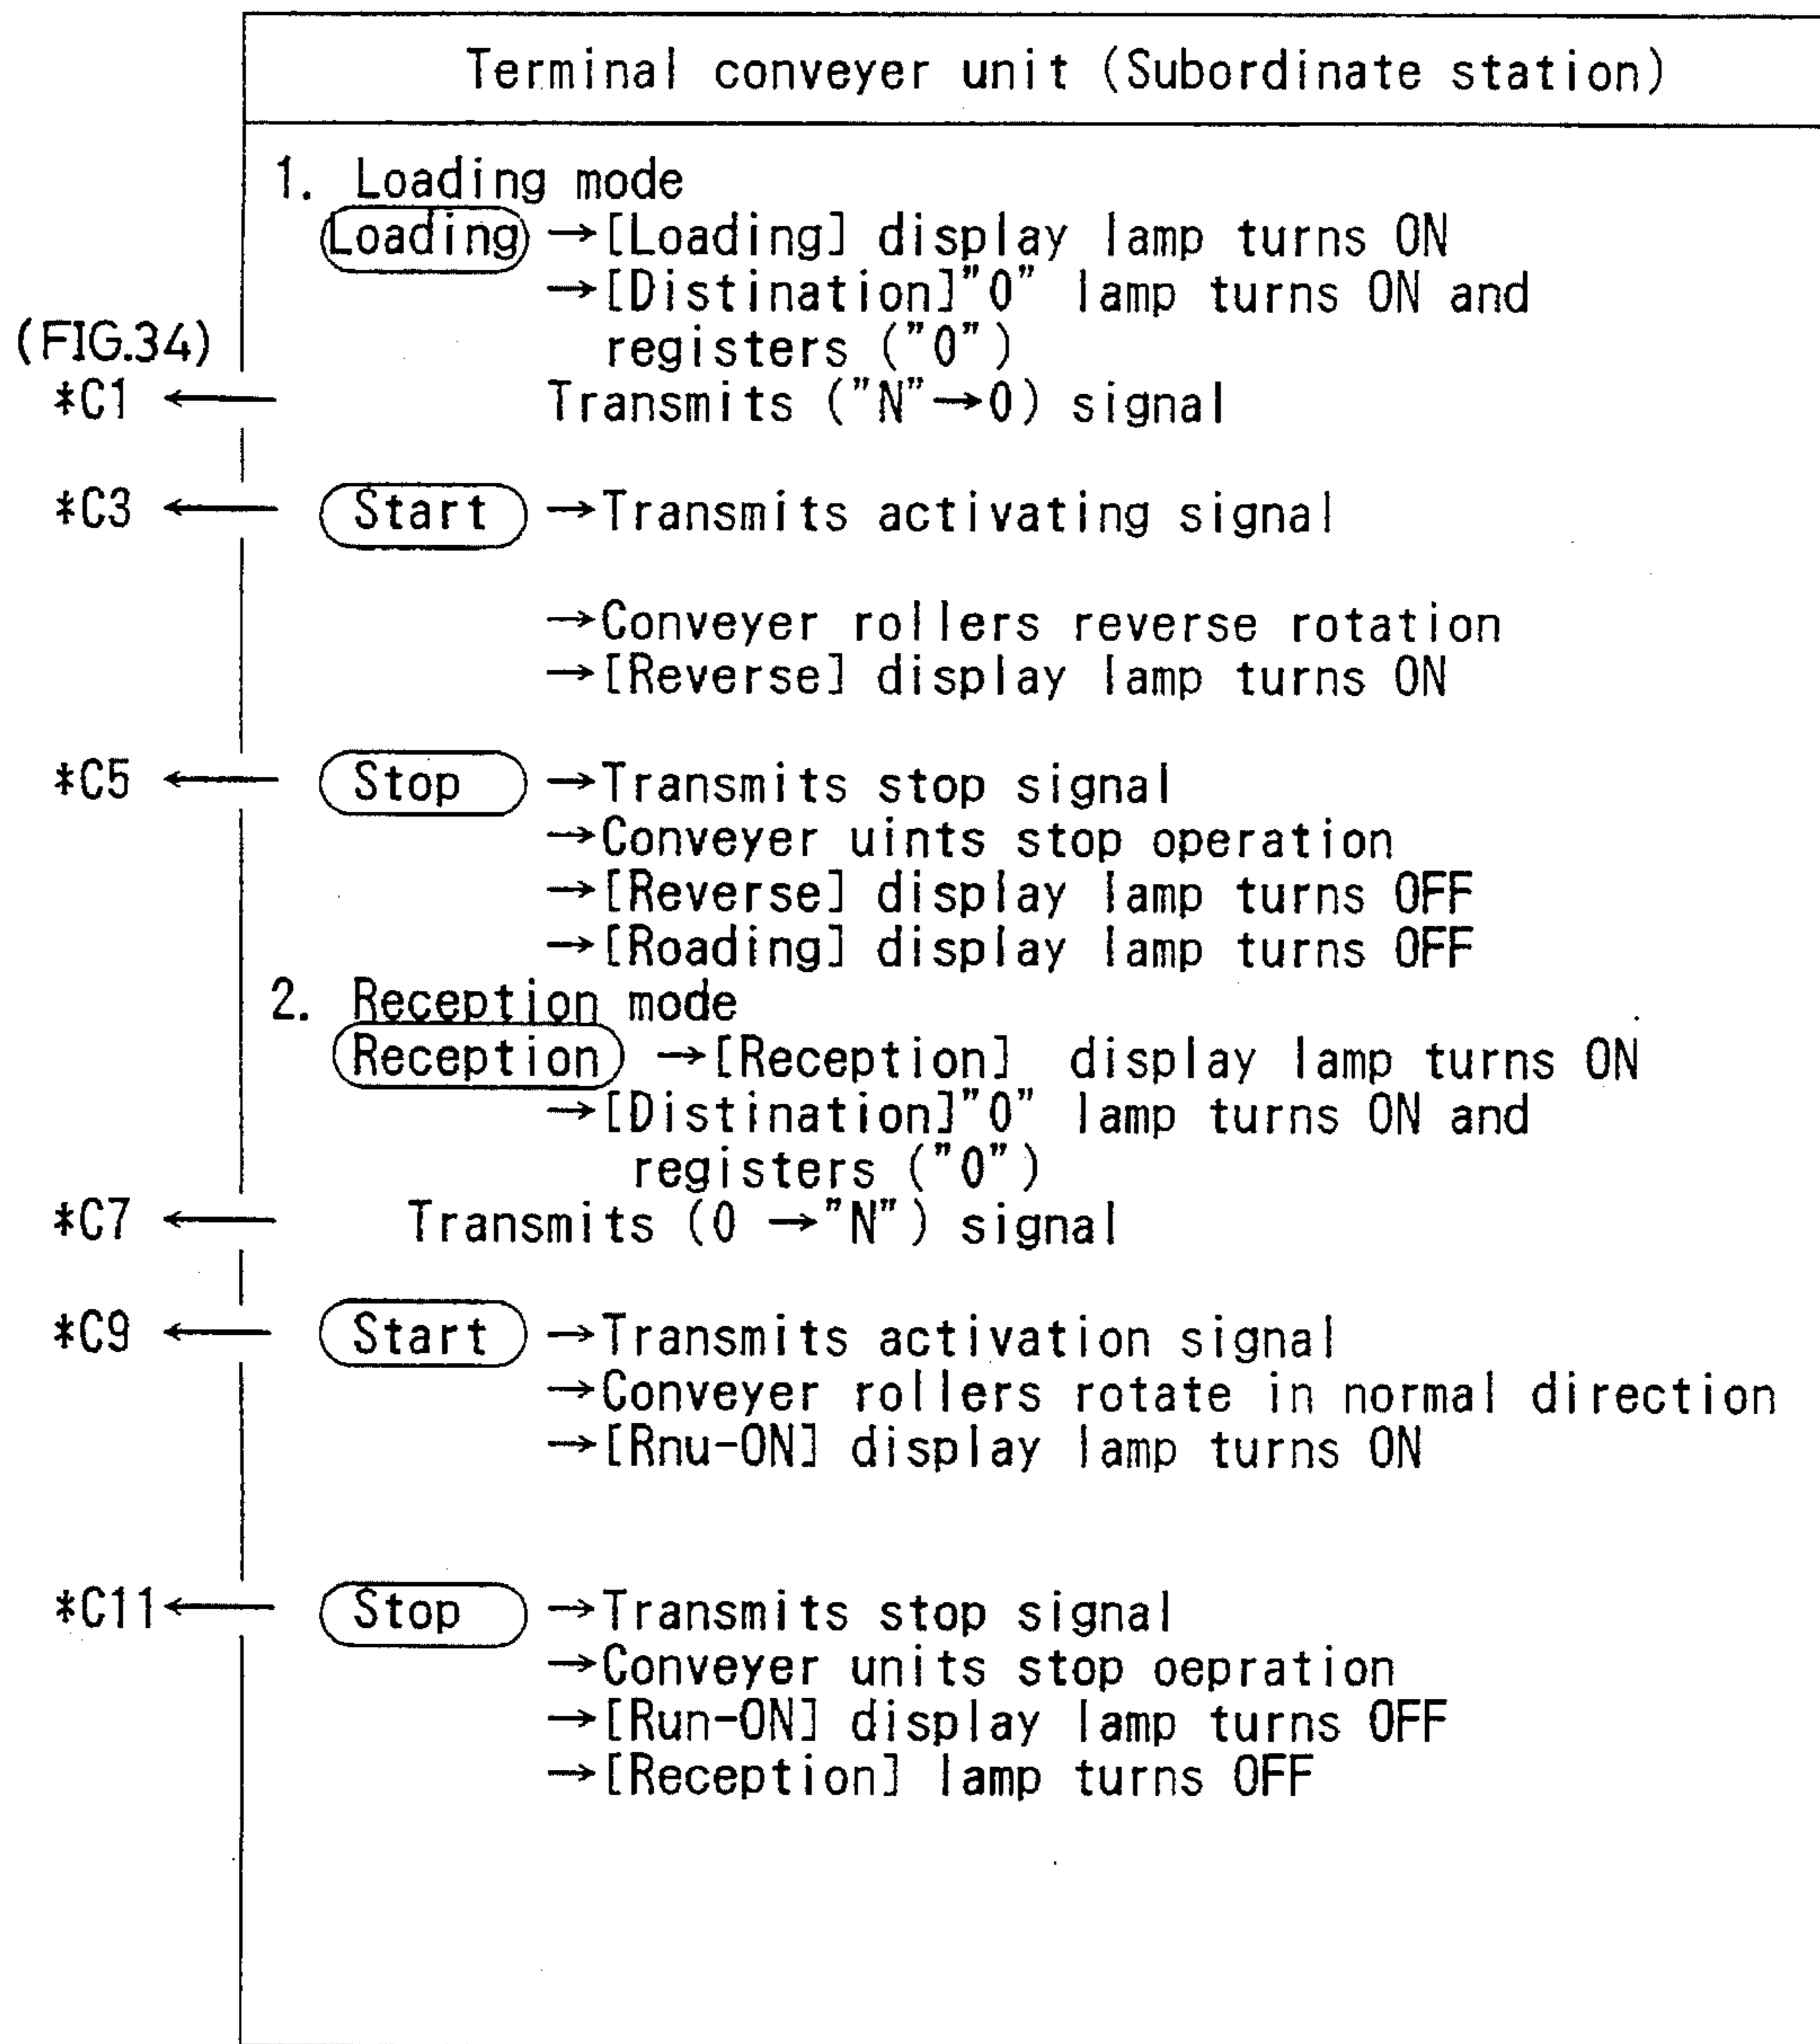 Terminal conveyer unit (Subordinate station)
1. Loading mode
Loading →[Loading] display lamp turns ON
→[Distination]"0" lamp turns ON and
(FIG.34) registers ("0")
*C1 ← Transmits ("N"→0) signal
*C3 ← Start →Transmits activating signal
→Conveyer rollers reverse rotation
→[Reverse] display lamp turns ON
*C5 ← Stop →Transmits stop signal
→Conveyer uints stop operation
→[Reverse] display lamp turns OFF
→[Roading] display lamp turns OFF
2. Reception mode
Reception →[Reception] display lamp turns ON
→[Distination]"0" lamp turns ON and
registers ("0")
*C7 ← Transmits (0 →"N") signal
*C9 ← Start →Transmits activation signal
→Conveyer rollers rotate in normal direction
→[Rnu-ON] display lamp turns ON
*C11← Stop →Transmits stop signal
→Conveyer units stop oepration
→[Run-ON] display lamp turns OFF
→[Reception] lamp turns OFF